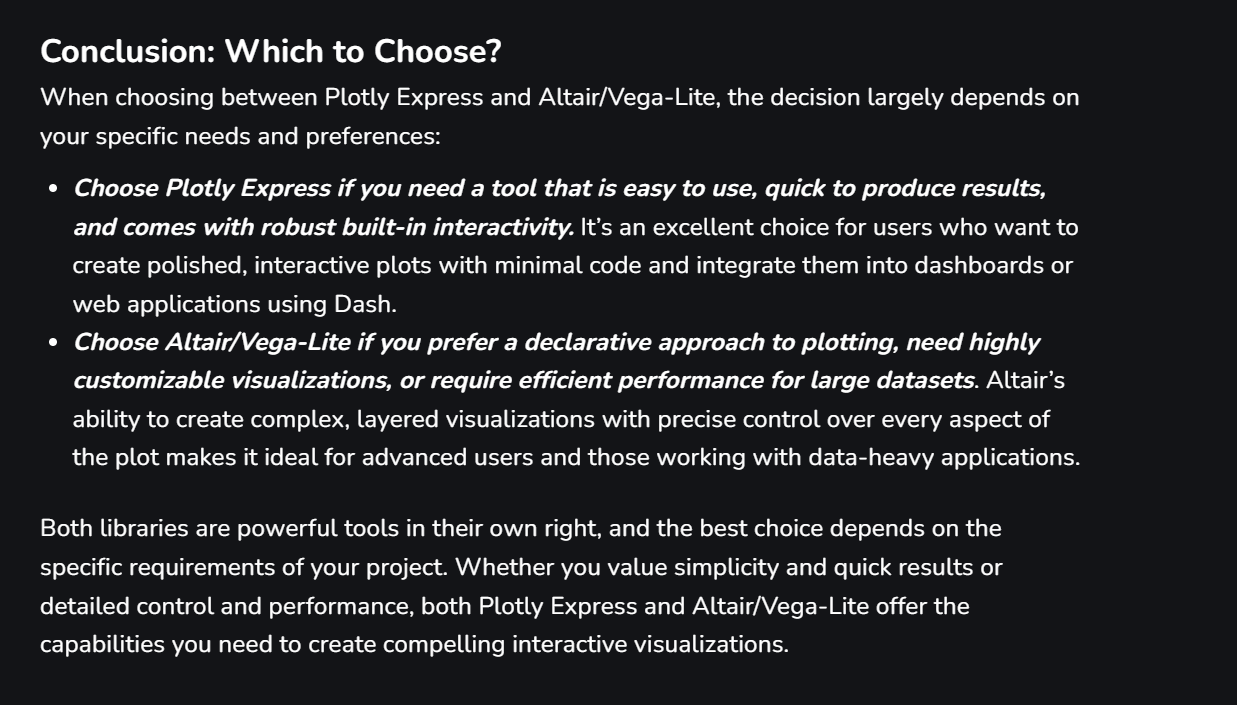 Conclusion: Which to Choose?
When choosing between Plotly Express and Altair/Vega-Lite, the decision largely depends on
your specific needs and preferences:
• Choose Plotly Express if you need a tool that is easy to use, quick to produce results,
and comes with robust built-in interactivity. It’s an excellent choice for users who want to
create polished, interactive plots with minimal code and integrate them into dashboards or
web applications using Dash.
• Choose Altair/Vega-Lite if you prefer a declarative approach to plotting, need highly
customizable visualizations, or require efficient performance for large datasets. Altair’s
ability to create complex, layered visualizations with precise control over every aspect of
the plot makes it ideal for advanced users and those working with data-heavy applications.
Both libraries are powerful tools in their own right, and the best choice depends on the
specific requirements of your project. Whether you value simplicity and quick results or
detailed control and performance, both Plotly Express and Altair/Vega-Lite offer the
capabilities you need to create compelling interactive visualizations.